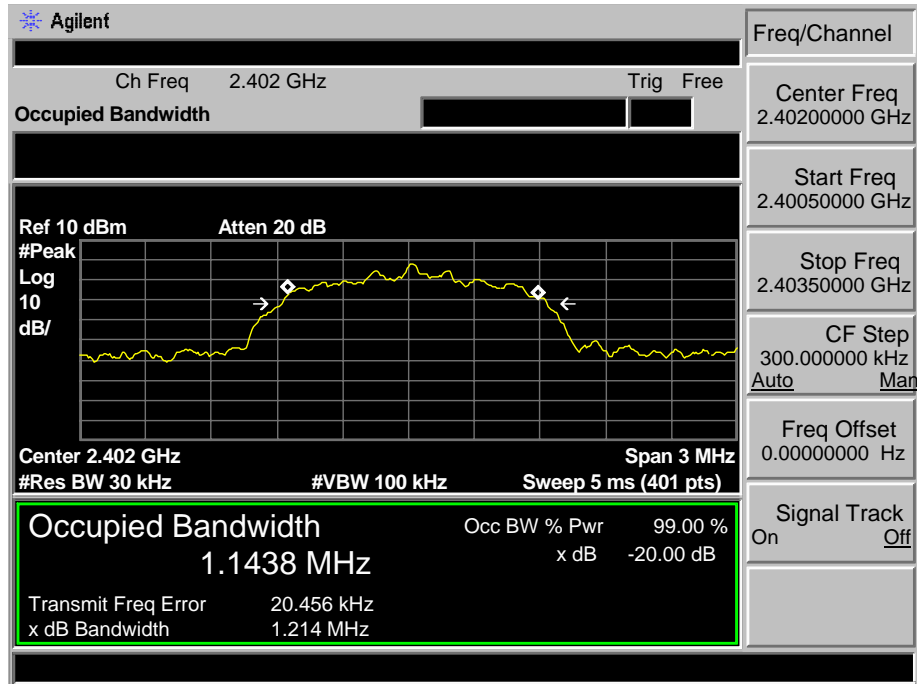 Agilent
Freq/Channel
Ch Freq 2.402 GHz Trig Free
Occupied Bandwidth
Center Freq
2.40200000 GHz
Start Freq
2.40050000 GHz
Stop Freq
2.40350000 GHz
CF Step
300.000000 kHz
Auto Man
Freq Offset
0.00000000 Hz
Signal Track
On Off
Ref 10 dBm Atten 20 dB
#Peak
Log
10
dB/
Center 2.402 GHz Span 3 MHz
#Res BW 30 kHz #VBW 100 kHz Sweep 5 ms (401 pts)
Occupied Bandwidth Occ BW % Pwr 99.00 %
1.1438 MHz x dB -20.00 dB
Transmit Freq Error 20.456 kHz
x dB Bandwidth 1.214 MHz